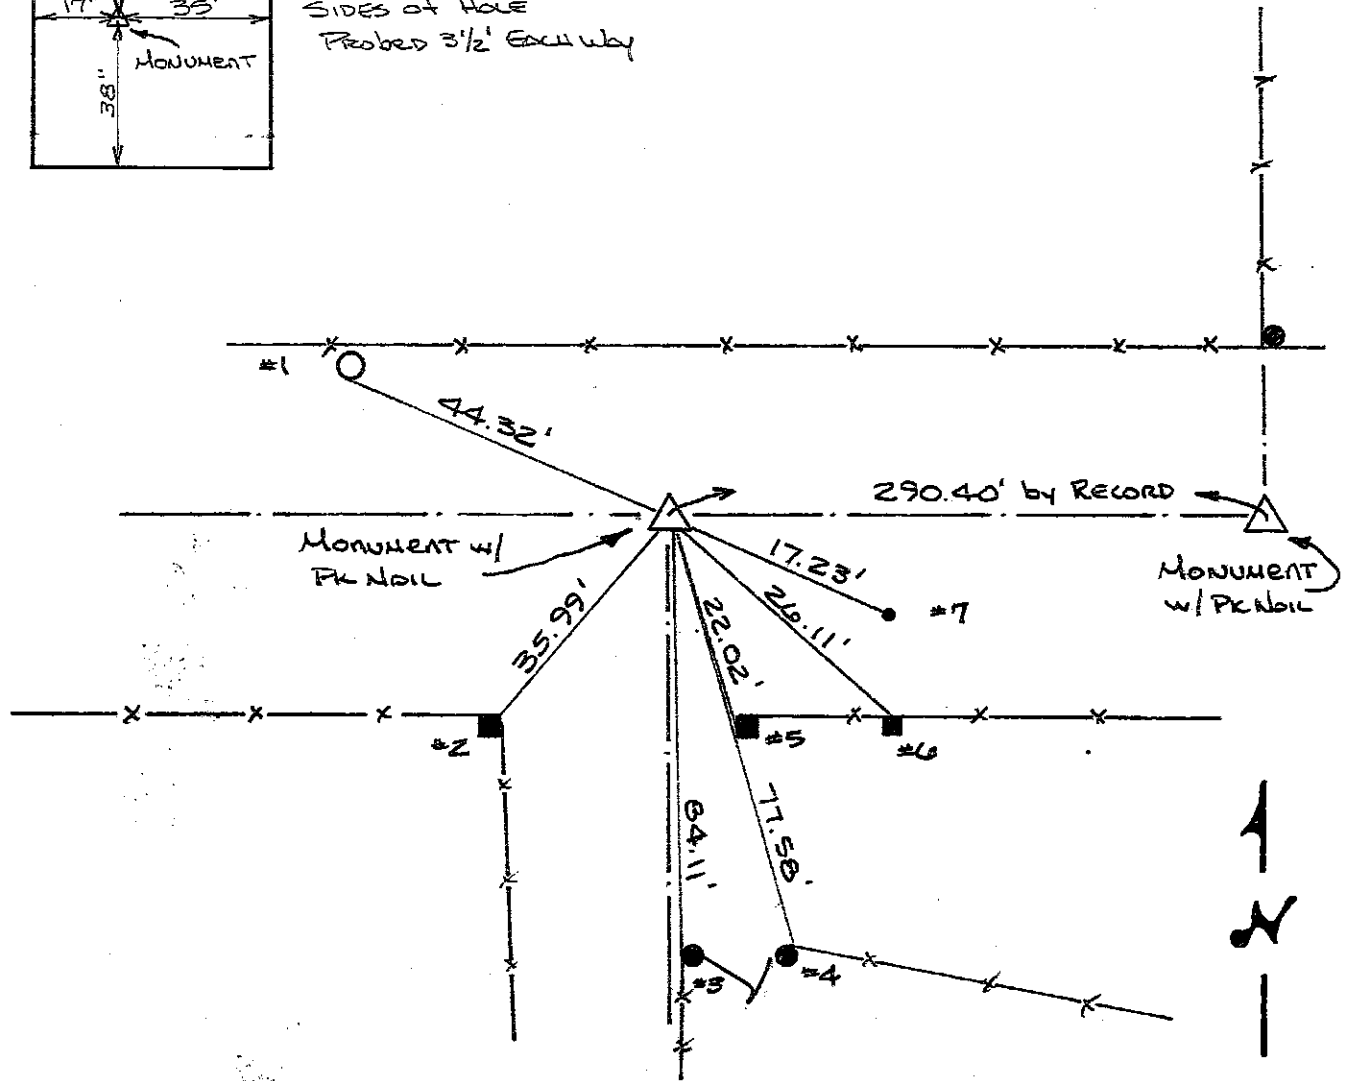 17"
35"
SIDES of HOLE
Probed 3 1/2' EACH Way
MONUMENT
38"
#1
44.32'
290.40' by RECORD
MONUMENT w/
PK NAIL
MONUMENT
w/ PK NAIL
17.23'
#7
26.11'
22.02'
35.99'
#2
#5
#6
84.11'
77.58'
#3
#4
N